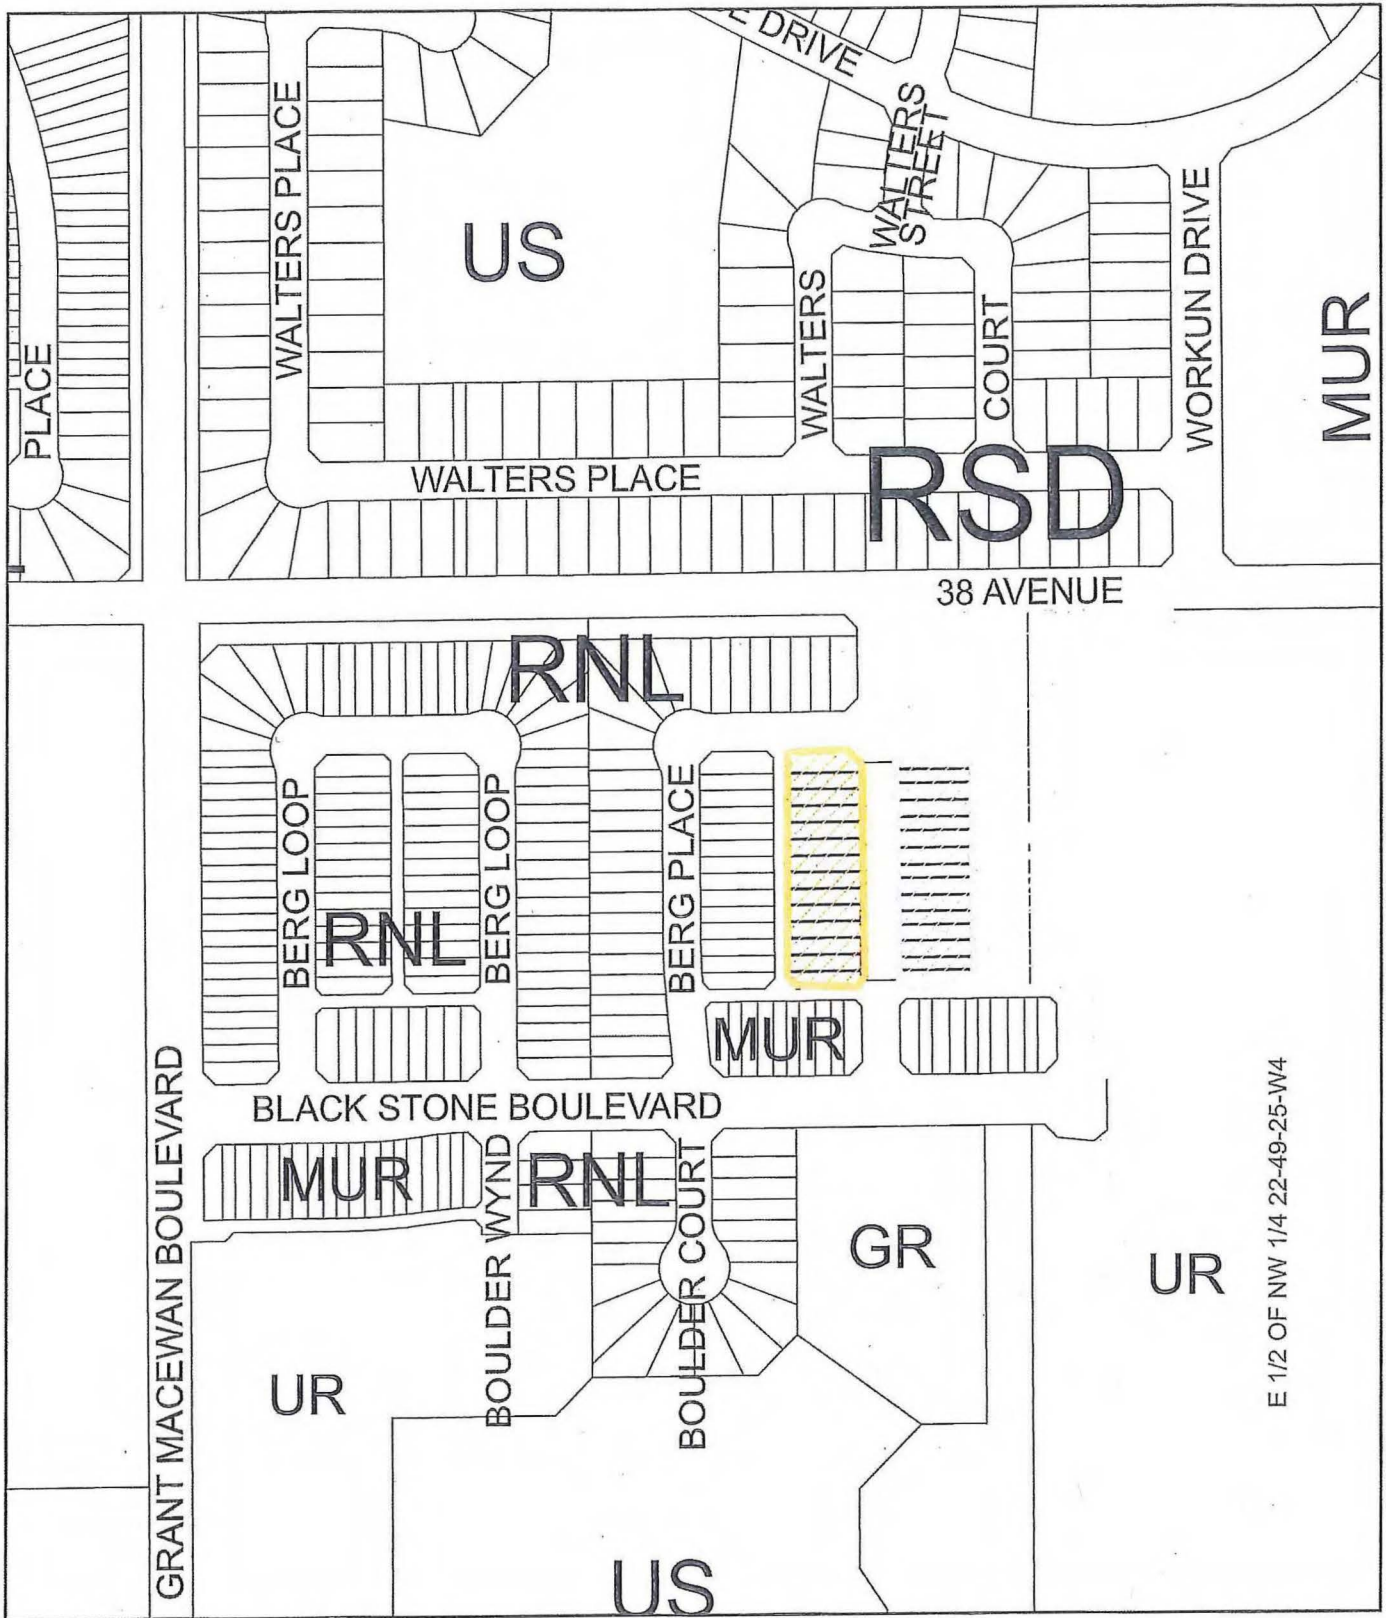 E DRIVE
WALTERS
STREET
WALTERS PLACE
US
WORKUN DRIVE
MUR
PLACE
WALTERS
COURT
WALTERS PLACE
RSD
38 AVENUE
RNL
BERG LOOP
BERG LOOP
BERG PLACE
RNL
MUR
GRANT MACEWAN BOULEVARD
BLACK STONE BOULEVARD
MUR
BOULDER WYND
RNL
BOULDER COURT
GR
UR
E 1/2 OF NW 1/4 22-49-25-W4
UR
US